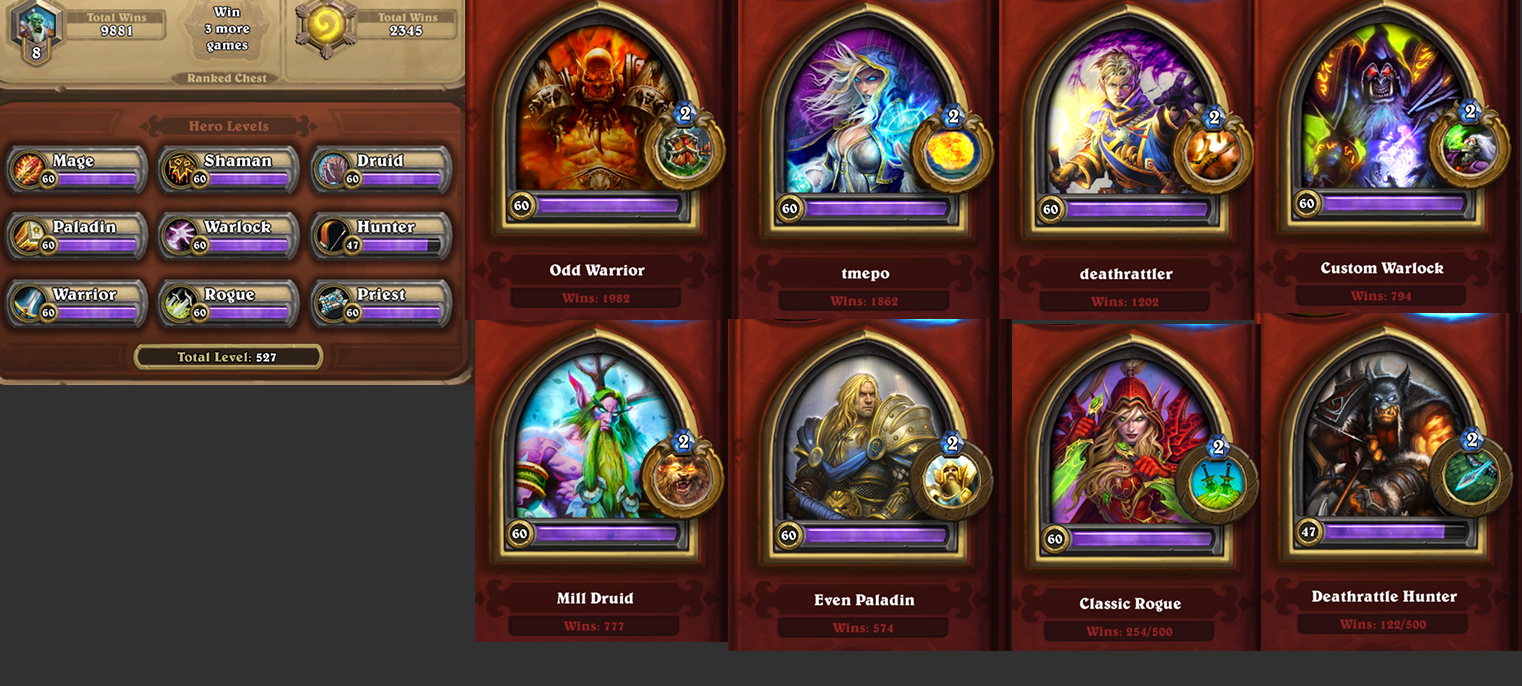 Total Wins
9881
8
Win
3 more
games
Total Wins
2345
Ranked Chest
Hero Levels
Mage
60
Shaman
60
Druid
60
Paladin
60
Warlock
60
Hunter
47
Warrior
60
Rogue
60
Priest
60
Total Level: 527
2
60
Odd Warrior
Wins: 1982
2
60
tmepo
Wins: 1862
2
60
deathrattler
Wins: 1202
2
60
Custom Warlock
Wins: 794
2
60
Mill Druid
Wins: 777
2
60
Even Paladin
Wins: 574
2
60
Classic Rogue
Wins: 254/500
2
47
Deathrattle Hunter
Wins: 122/500